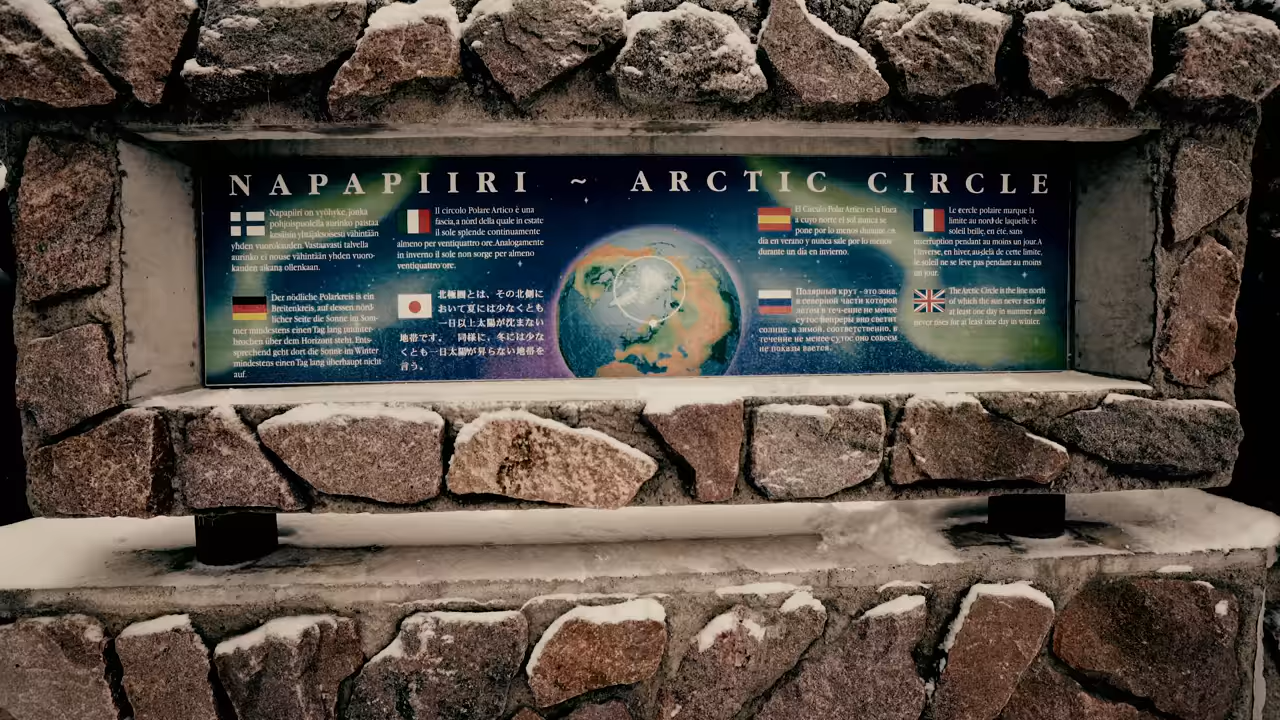 NAPAPIIRI ~ ARCTIC CIRCLE
Napapiiri on vyöhyke, jonka
pohjoispuolella aurinko paistaa
kesäisin yhtäjaksoisesti vähintään
yhden vuorokauden. Vastaavasti talvella
aurinko ei nouse vähintään yhden vuoro-
kauden aikana ollenkaan.
Il circolo Polare Artico è una
fascia, a nord della quale in estate
il sole splende continuamente
almeno per ventiquattro ore. Analogamente
in inverno il sole non sorge per almeno
ventiquattro ore.
El Círculo Polar Artico es la línea
a cuyo norte el sol nunca se
pone por lo menos durante un
día en verano y nunca sale por lo menos
durante un día en invierno.
Le cercle polaire marque la
limite au nord de laquelle le
soleil brille, en été, sans
interruption pendant au moins un jour. A
l'inverse, en hiver, au-delà de cette limite,
le soleil ne se lève pas pendant au moins
un jour.
Der nödliche Polarkreis ist ein
Breitenkreis, auf dessen nörd-
licher Seite die Sonne im Som-
mer mindestens einen Tag lang ununter-
brochen über dem Horizont steht. Ents-
sprechend geht dort die Sonne im Winter
mindestens einen Tag lang überhaupt nicht
auf.
北極圏とは、その北側に
おいて夏には少なくとも
一日以上太陽が沈まない
地帯です。 同様に、冬には少な
くとも一日太陽が昇らない地帯を
言う。
Полярный крут - это зона,
в северной части которой
летом в теч-ение не менее
суток непреры вно светит
солнце. а зимой, соответственно, в
течение не менее суток оно совсем
не показы вается.
The Arctic Circle is the line north
of which the sun never sets for
at least one day in summer and
never rises for at least one day in winter.